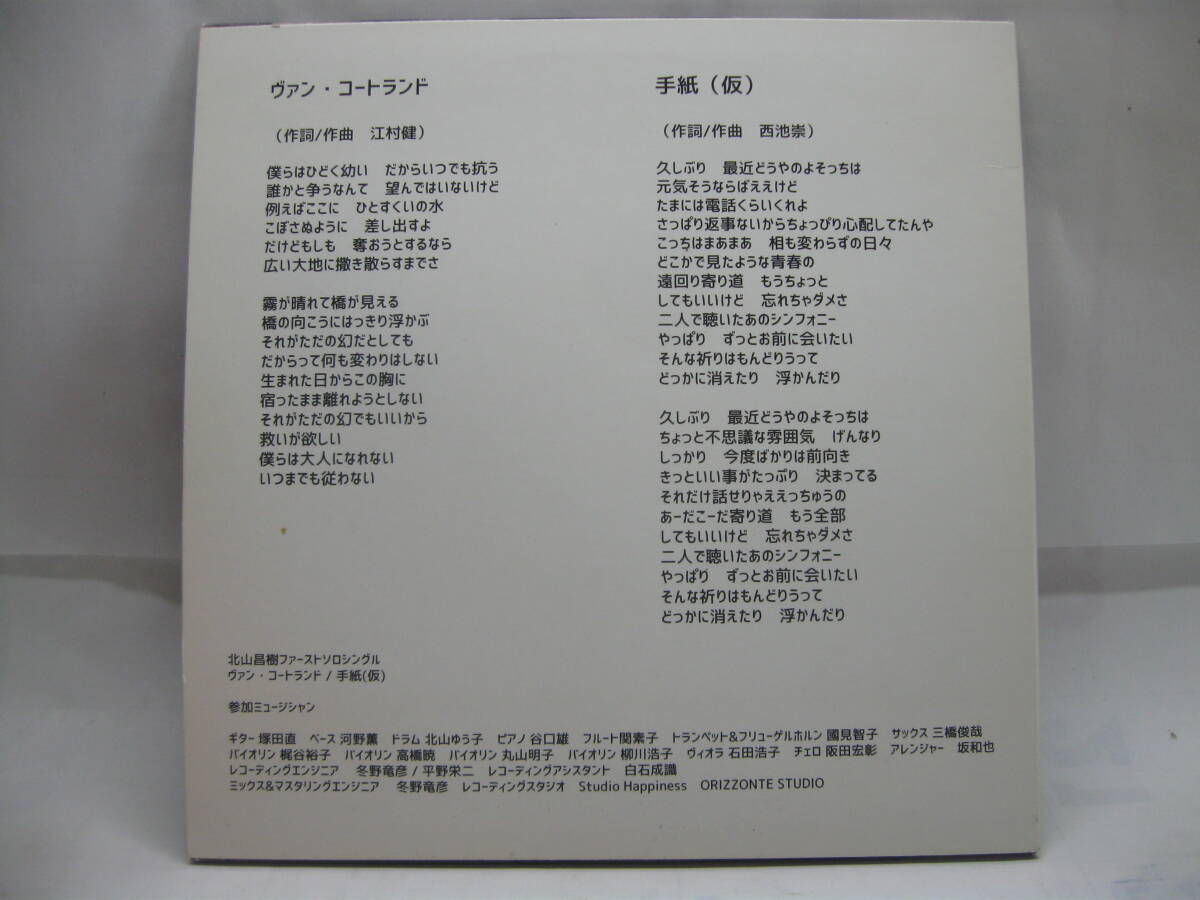 ヴァン・コートランド
（作詞/作曲　江村健）
僕らはひどく幼い　だからいつでも抗う
誰かと争うなんて　望んではいないけど
例えばここに　ひとすくいの水
こぼさぬように　差し出すよ
だけどもしも　奪おうとするなら
広い大地に撒き散らすまでさ
霧が晴れて橋が見える
橋の向こうにはっきり浮かぶ
それがただの幻だとしても
だからって何も変わりはしない
生まれた日からこの胸に
宿ったまま離れようとしない
それがただの幻でもいいから
救いが欲しい
僕らは大人になれない
いつまでも従わない
手紙（仮）
（作詞/作曲　西池崇）
久しぶり　最近どうやのよそっちは
元気そうならばええけど
たまには電話くらいくれよ
さっぱり返事ないからちょっぴり心配してたんや
こっちはまあまあ　相も変わらずの日々
どこかで見たような青春の
遠回り寄り道　もうちょっと
してもいいけど　忘れちゃダメさ
二人で聴いたあのシンフォニー
やっぱり　ずっとお前に会いたい
そんな祈りはもんどりうって
どっかに消えたり　浮かんだり
久しぶり　最近どうやのよそっちは
ちょっと不思議な雰囲気　げんなり
しっかり　今度ばかりは前向き
きっといい事がたっぷり　決まってる
それだけ話せりゃええっちゅうの
あーだこーだ寄り道　もう全部
してもいいけど　忘れちゃダメさ
二人で聴いたあのシンフォニー
やっぱり　ずっとお前に会いたい
そんな祈りはもんどりうって
どっかに消えたり　浮かんだり
北山昌樹ファーストソロシングル
ヴァン・コートランド / 手紙(仮)
参加ミュージシャン
ギター 塚田直　ベース 河野薫　ドラム 北山ゆう子　ピアノ 谷口雄　フルート 関素子　トランペット&フリューゲルホルン 國見智子　サックス 三橋俊哉
バイオリン 梶谷裕子　バイオリン 高橋暁　バイオリン 丸山明子　バイオリン 柳川浩子　ヴィオラ 石田浩子　チェロ 阪田宏彰　アレンジャー　坂和也
レコーディングエンジニア　冬野竜彦 / 平野栄二　レコーディングアシスタント　白石成識
ミックス&マスタリングエンジニア　冬野竜彦　レコーディングスタジオ　Studio Happiness　ORIZZONTE STUDIO